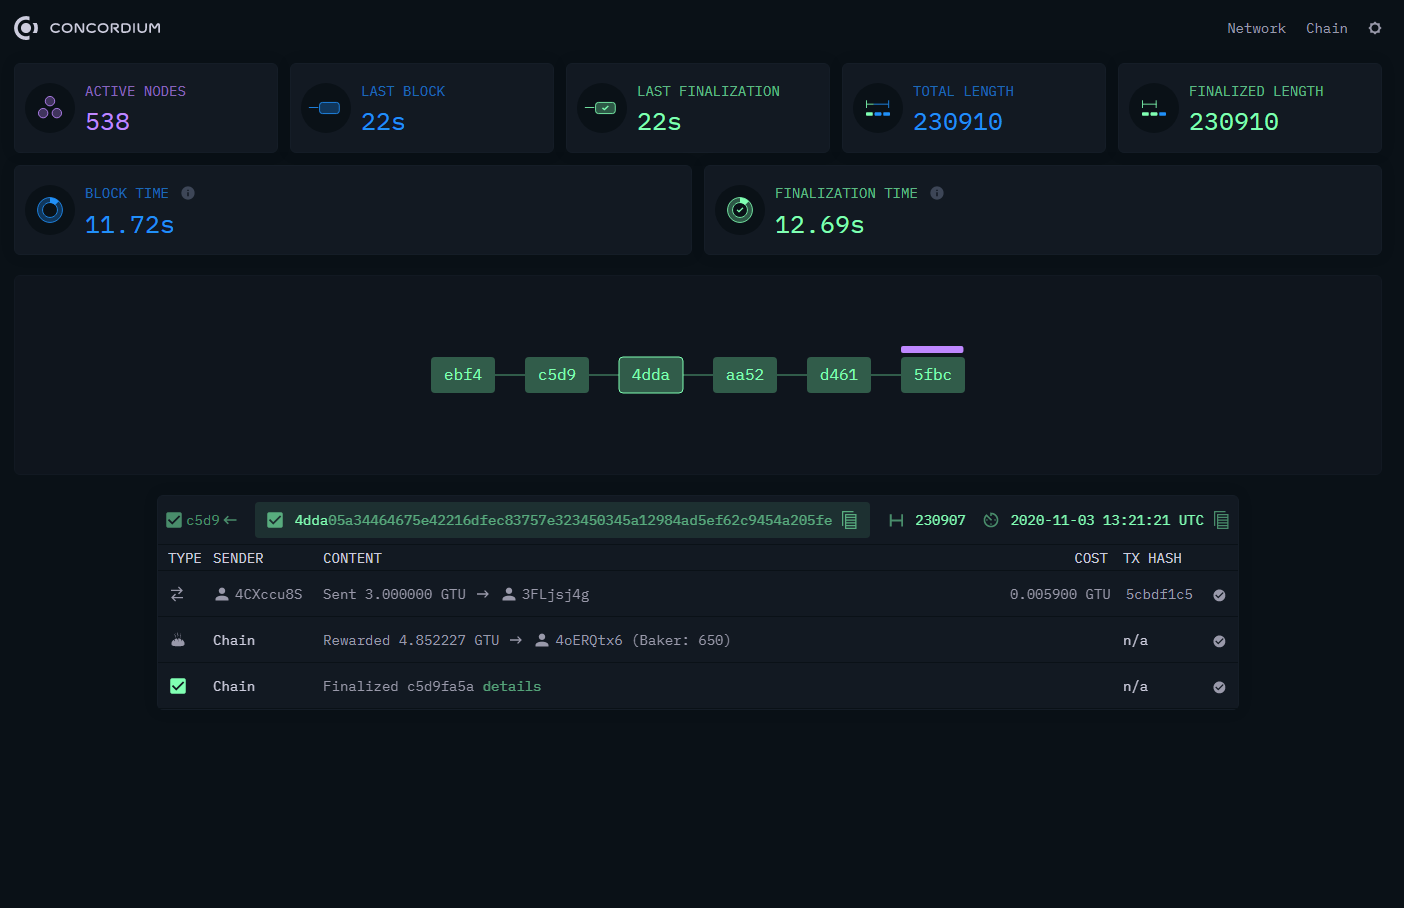 CONCORDIUM
Network Chain
ACTIVE NODES
538
LAST BLOCK
22s
LAST FINALIZATION
22s
TOTAL LENGTH
230910
FINALIZED LENGTH
230910
BLOCK TIME
11.72s
FINALIZATION TIME
12.69s
ebf4 c5d9 4dda aa52 d461 5fbc
c5d9 ← 4dda05a34464675e42216dfec83757e323450345a12984ad5ef62c9454a205fe 230907 2020-11-03 13:21:21 UTC
TYPE SENDER CONTENT COST TX HASH
4CXccu8S Sent 3.000000 GTU → 3FLjsj4g 0.005900 GTU 5cbdf1c5
Chain Rewarded 4.852227 GTU → 4oERQtx6 (Baker: 650) n/a
Chain Finalized c5d9fa5a details n/a